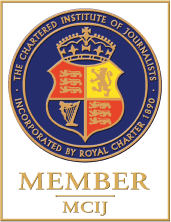 · THE CHARTERED INSTITUTE OF JOURNALISTS ·
INCORPORATED BY ROYAL CHARTER 1890
MEMBER
MCIJ